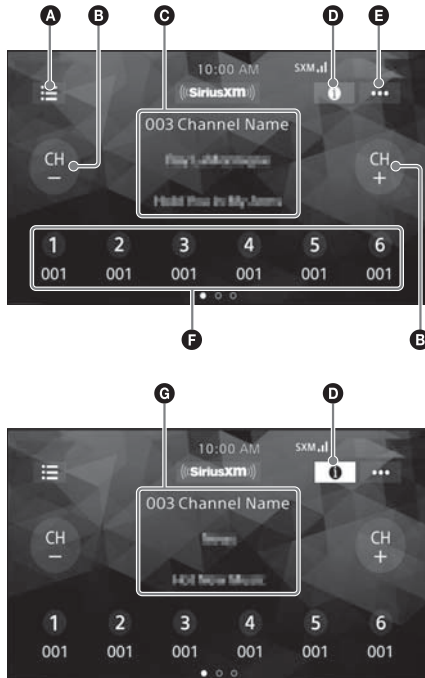 A B C D E
10:00 AM SXM
SiriusXM
003 Channel Name
CH
−
CH
+
1 2 3 4 5 6
001 001 001 001 001 001
F B
G D
10:00 AM SXM
SiriusXM
003 Channel Name
CH
−
CH
+
1 2 3 4 5 6
001 001 001 001 001 001